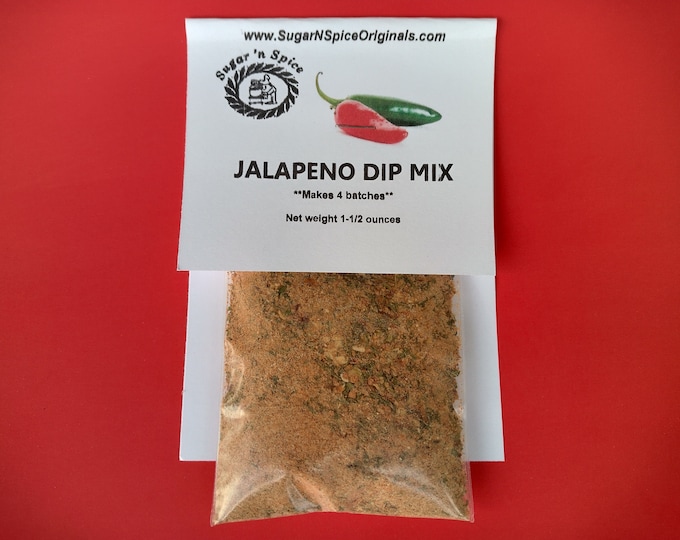 www.SugarNSpiceOriginals.com
Sugar 'n Spice
JALAPENO DIP MIX
**Makes 4 batches**
Net weight 1-1/2 ounces